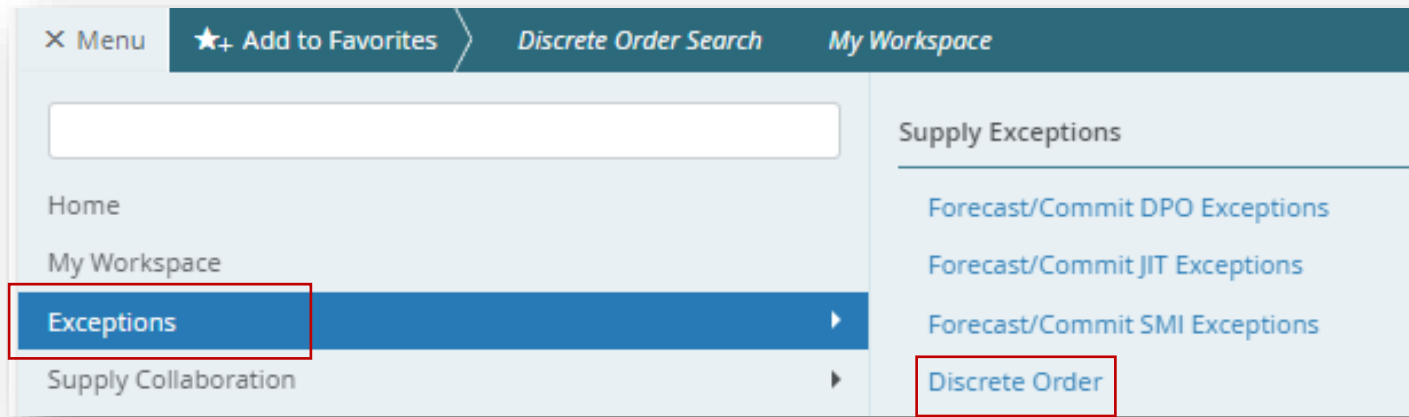 × Menu ★+ Add to Favorites Discrete Order Search My Workspace
Home
My Workspace
Exceptions
Supply Collaboration
Supply Exceptions
Forecast/Commit DPO Exceptions
Forecast/Commit JIT Exceptions
Forecast/Commit SMI Exceptions
Discrete Order